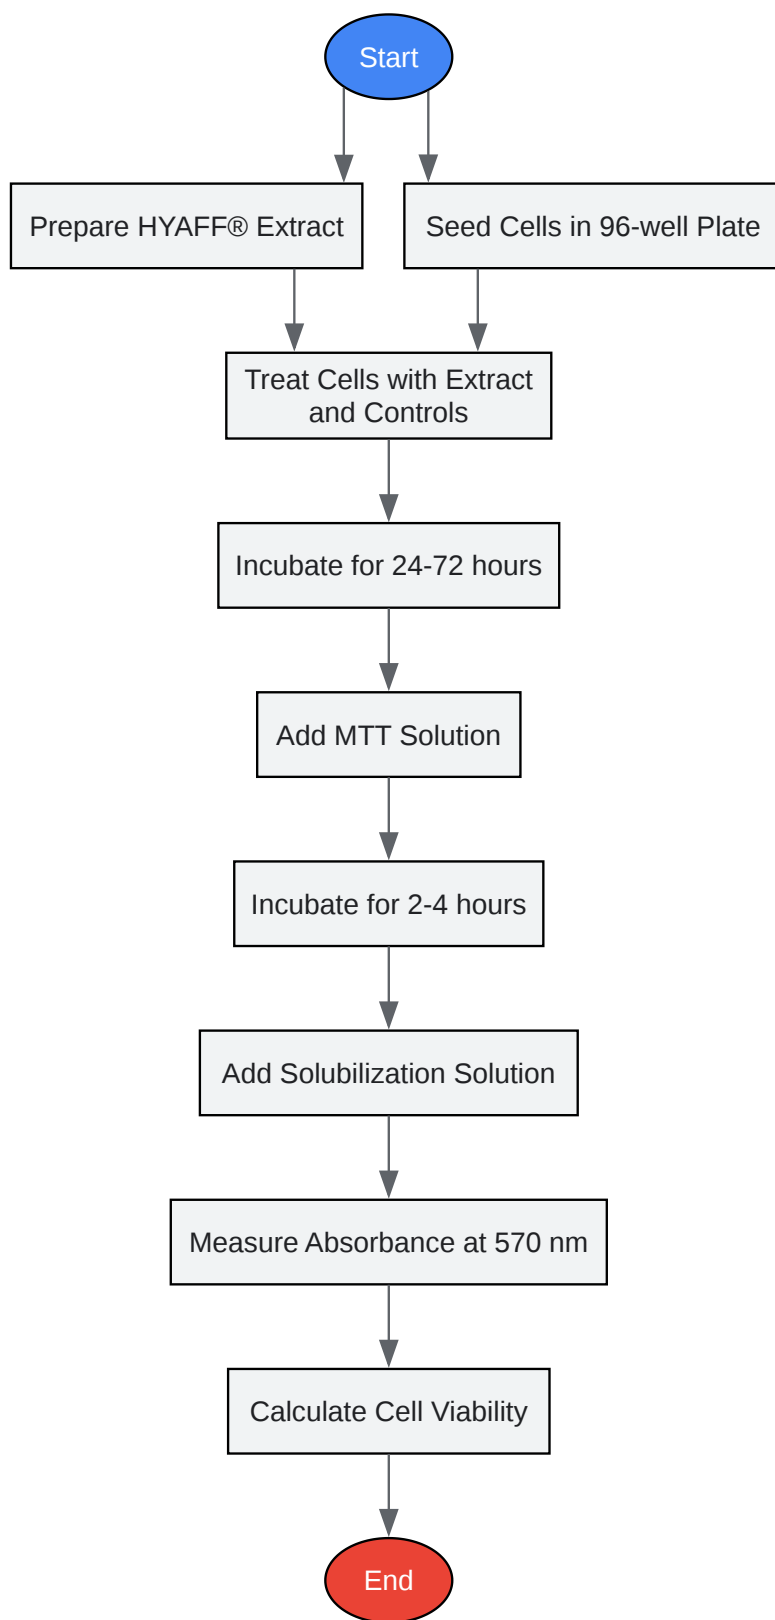 Start
Prepare HYAFF® Extract
Seed Cells in 96-well Plate
Treat Cells with Extract
and Controls
Incubate for 24-72 hours
Add MTT Solution
Incubate for 2-4 hours
Add Solubilization Solution
Measure Absorbance at 570 nm
Calculate Cell Viability
End